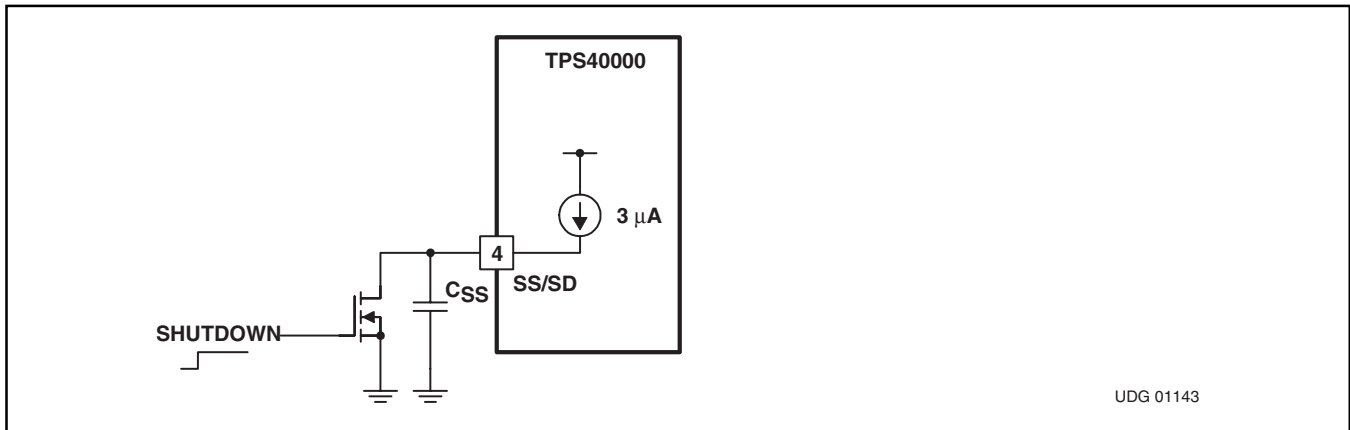 TPS40000
3 μA
4
SS/SD
CSS
SHUTDOWN
UDG 01143